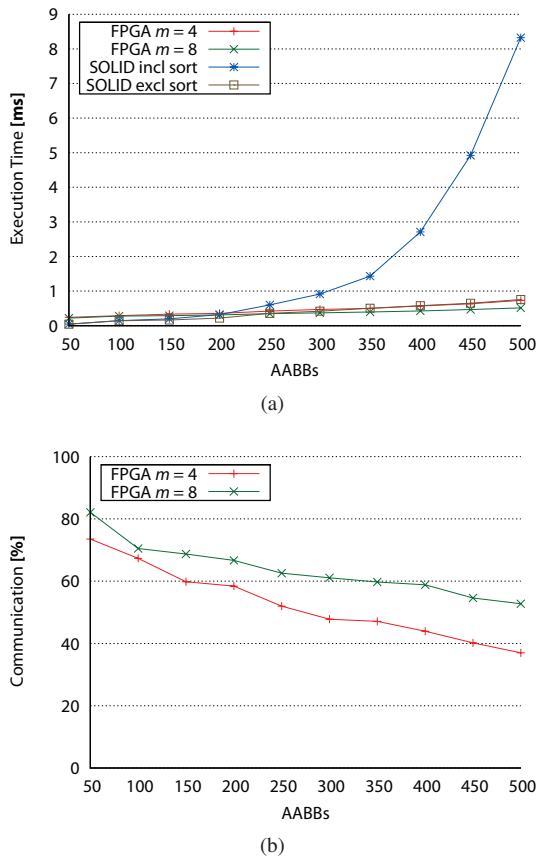 FPGA m = 4
FPGA m = 8
SOLID incl sort
SOLID excl sort
Execution Time [ms]
9
8
7
6
5
4
3
2
1
0
50 100 150 200 250 300 350 400 450 500
AABBs
(a)
FPGA m = 4
FPGA m = 8
Communication [%]
100
80
60
40
20
0
50 100 150 200 250 300 350 400 450 500
AABBs
(b)